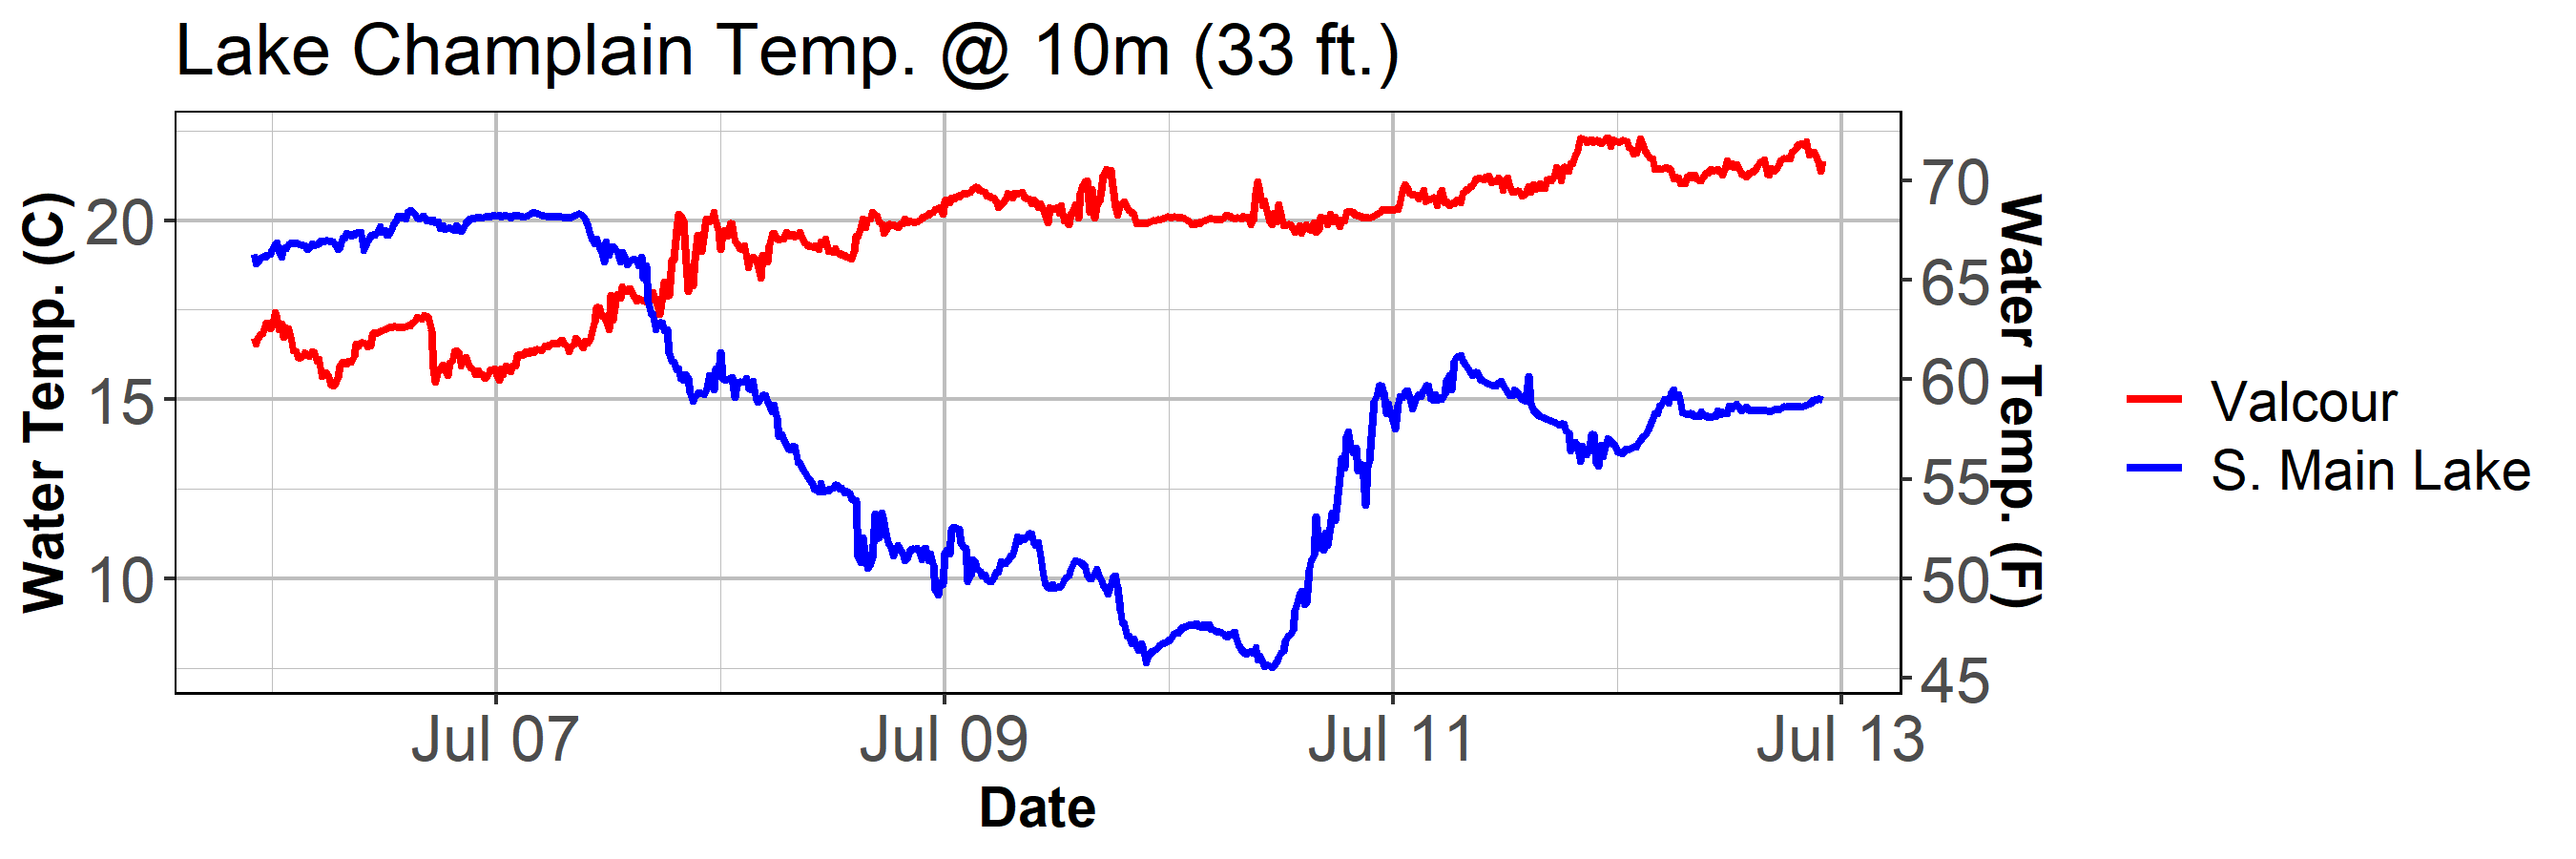 Lake Champlain Temp. @ 10m (33 ft.)
Water Temp. (C)
20
15
10
70
65
60
55
50
45
Water Temp. (F)
Jul 07
Jul 09
Jul 11
Jul 13
Date
Valcour
S. Main Lake